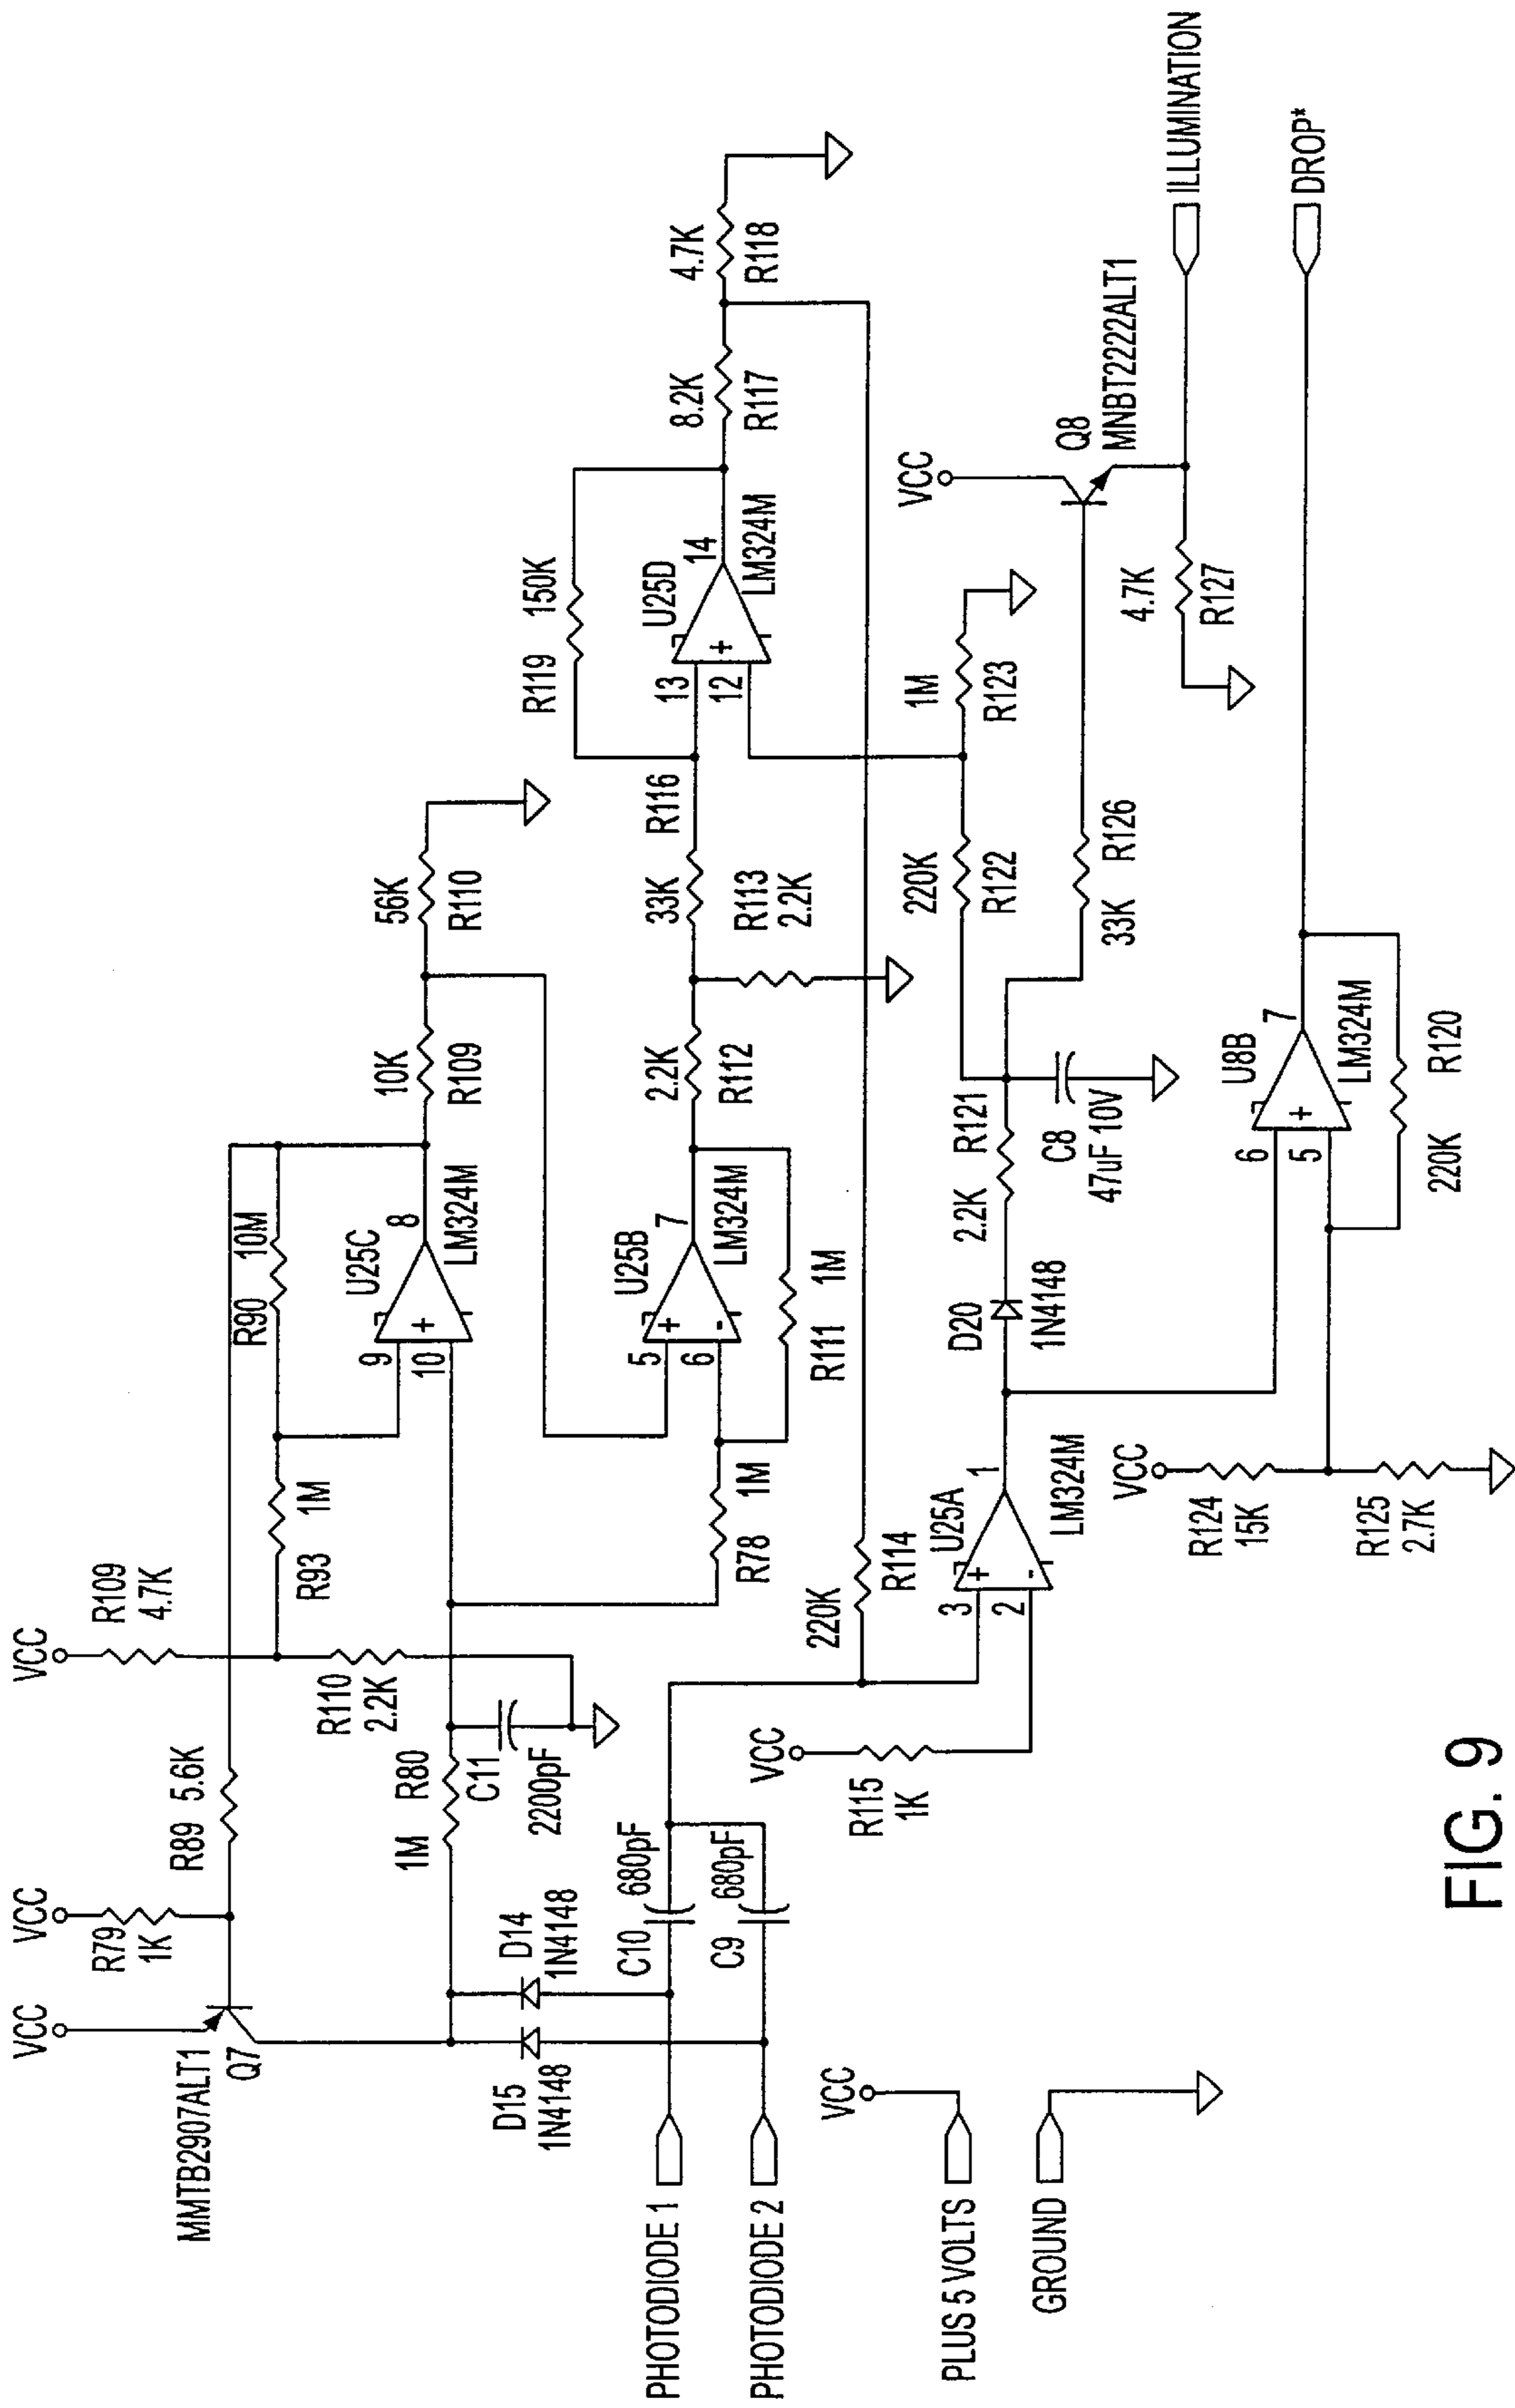 VCC
MMTB2907ALT1
Q7
VCC
R79
1K
R89 5.6K
VCC
R109
4.7K
R93
1M
R90
10M
R110
2.2K
1M
R80
C11
2200pF
9
10
U25C
8
LM324M
+
10K
R109
56K
R110
D15
1N4148
D14
1N4148
R78
1M
5
6
+
-
U25B
7
LM324M
R111
1M
2.2K
R112
33K
R116
R113
2.2K
R119
150K
13
12
+
U25D
14
LM324M
8.2K
R117
4.7K
R118
PHOTODIODE 1
PHOTODIODE 2
C10
680pF
C9
680pF
220K
R114
VCC
R115
1K
3
2
+
-
U25A
1
LM324M
D20
1N4148
2.2K
R121
C8
47uF 10V
220K
R122
1M
R123
33K
R126
VCC
Q8
MNBT2222ALT1
4.7K
R127
ILLUMINATION
VCC
PLUS 5 VOLTS
GROUND
VCC
R124
15K
R125
2.7K
6
5
+
U8B
7
LM324M
220K
R120
DROP*
FIG. 9